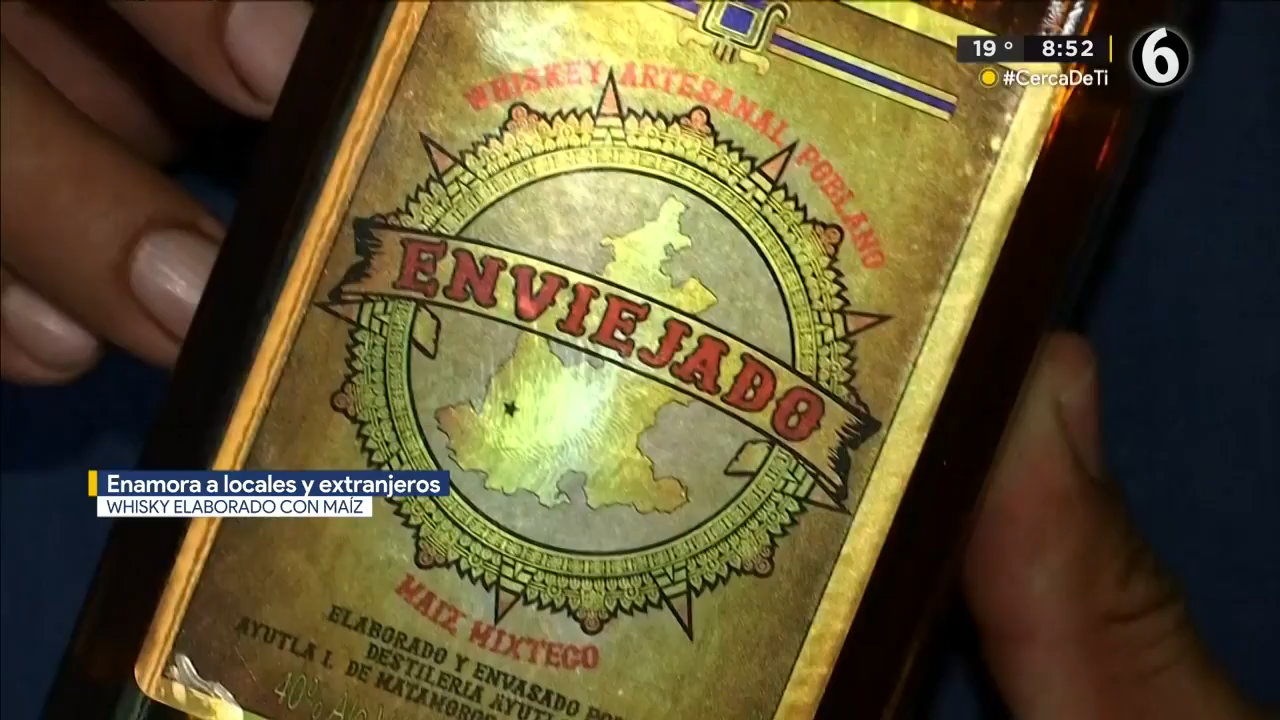 19° 8:52
6
#CercaDeTi
WHISKEY ARTESANAL POBLANO
ENVIEJADO
Enamora a locales y extranjeros
WHISKY ELABORADO CON MAÍZ
MAIZ MIXTECO
ELABORADO Y ENVASADO POR
DESTILERIA
AYUTLA I. DE MATAMOROS
40%